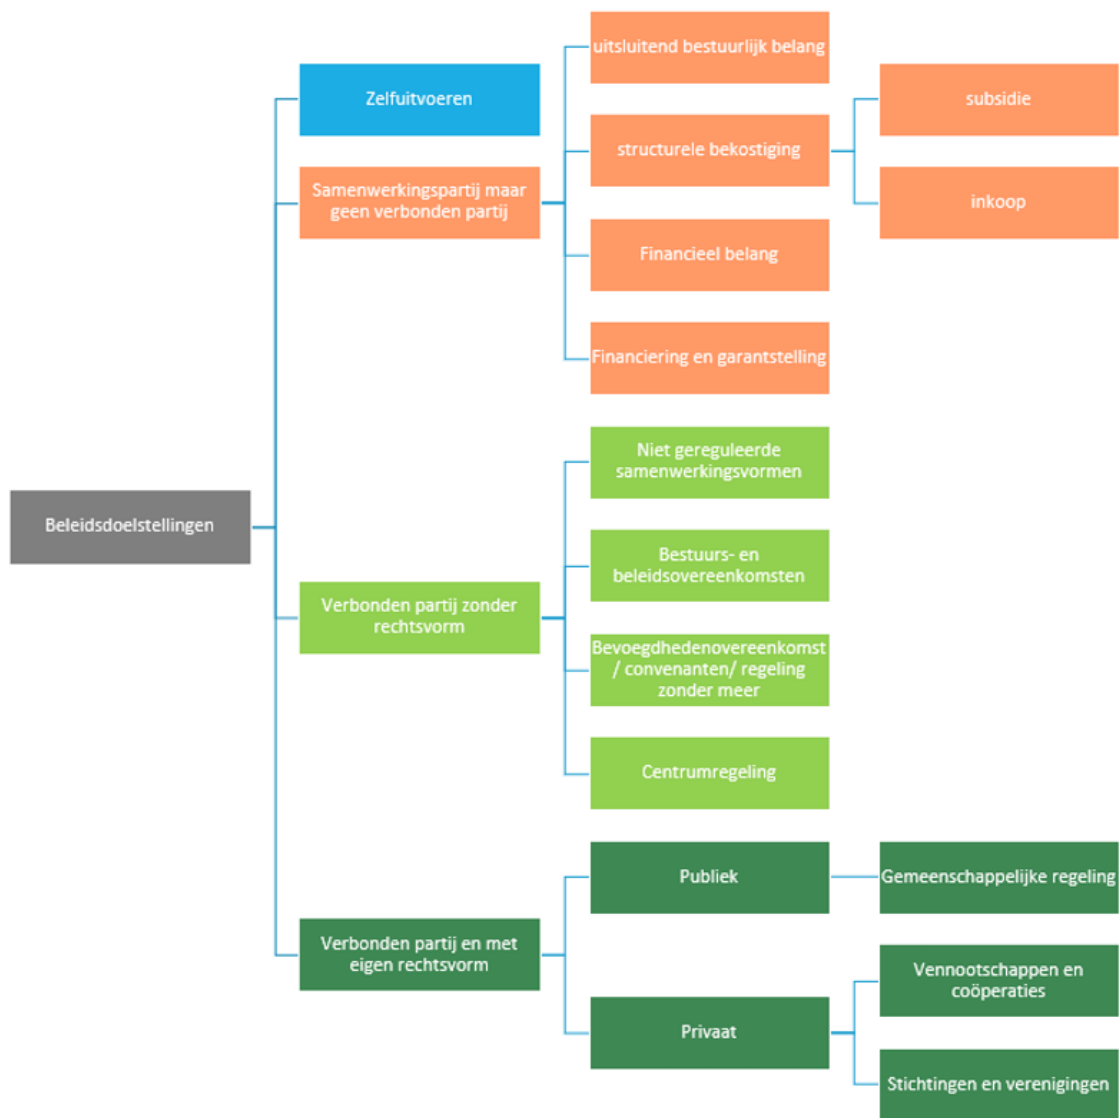 Beleidsdoelstellingen
Zelfuitvoeren
Samenwerkingspartij maar
geen verbonden partij
uitsluitend bestuurlijk belang
structurele bekostiging
subsidie
inkoop
Financieel belang
Financiering en garantstelling
Verbonden partij zonder
rechtsvorm
Niet gereguleerde
samenwerkingsvormen
Bestuurs- en
beleidsovereenkomsten
Bevoegdhedenovereenkomst
/ convenanten/ regeling
zonder meer
Centrumregeling
Verbonden partij en met
eigen rechtsvorm
Publiek
Gemeenschappelijke regeling
Privaat
Vennootschappen en
coöperaties
Stichtingen en verenigingen